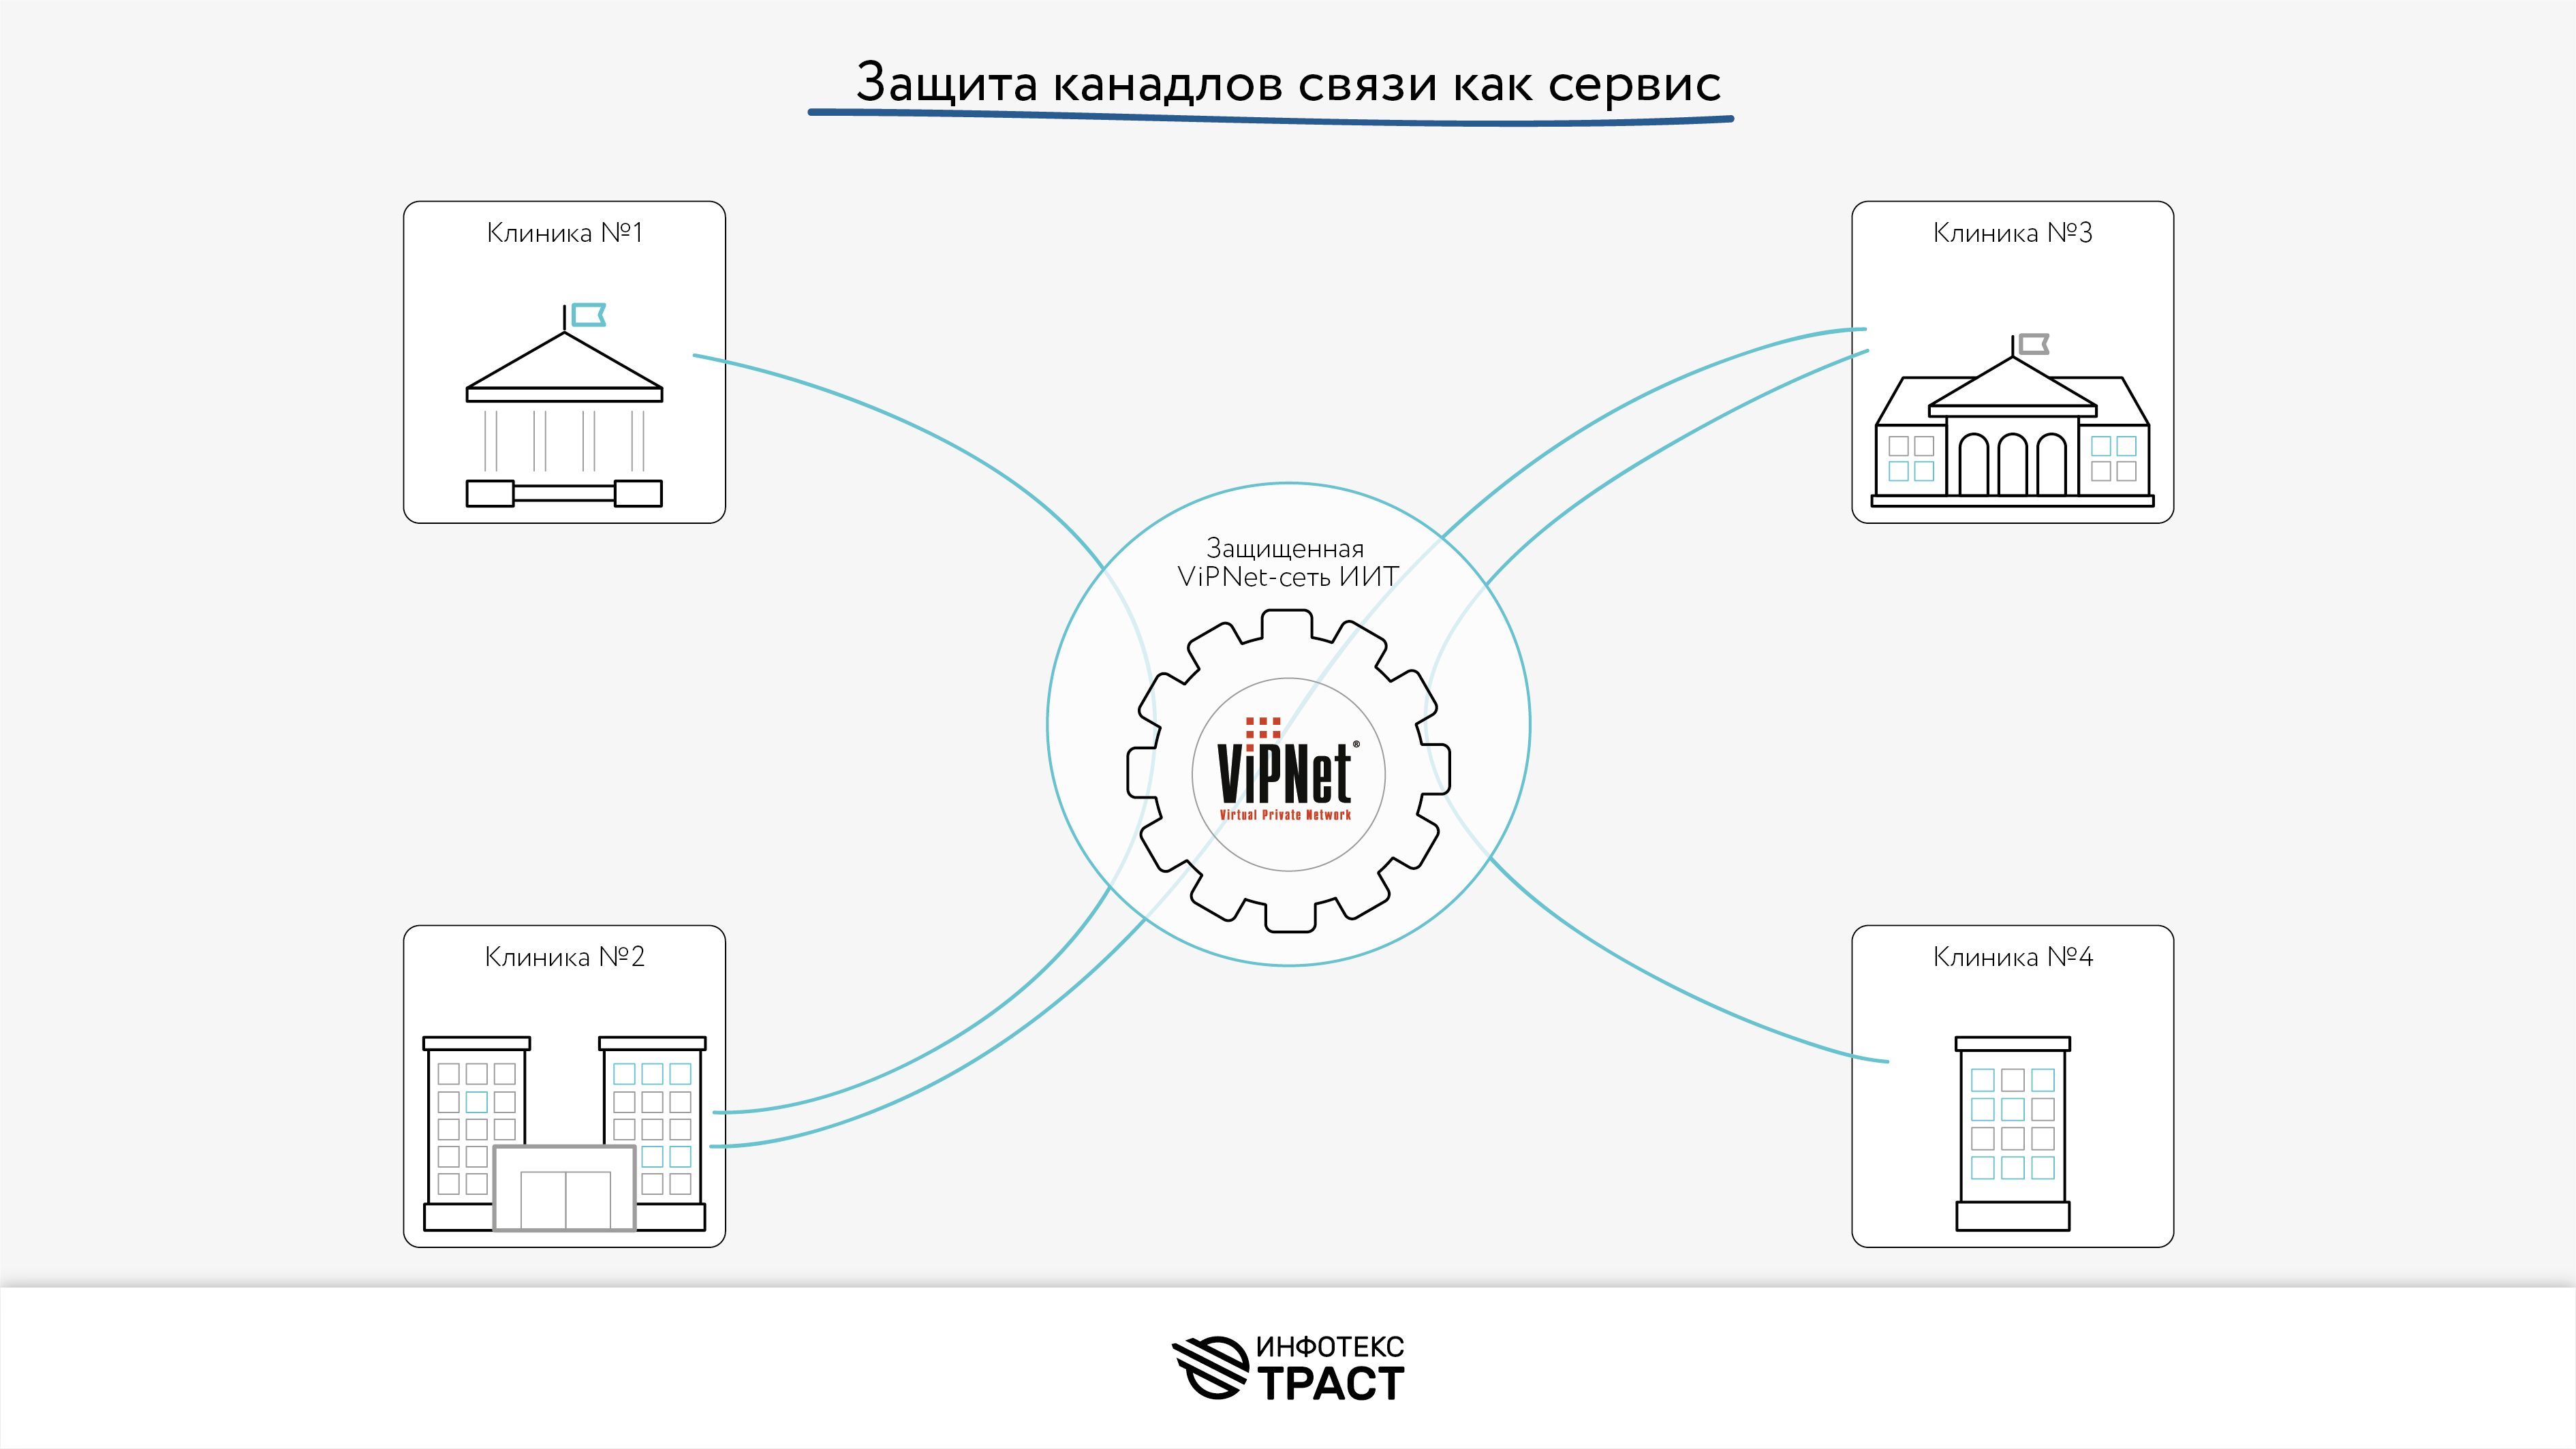 Защита канадлов связи как сервис
Клиника №1
Клиника №3
Защищенная
ViPNet-сеть ИИТ
ViPNet®
Virtual Private Network
Клиника №2
Клиника №4
ИНФОТЕКС
ТРАСТ